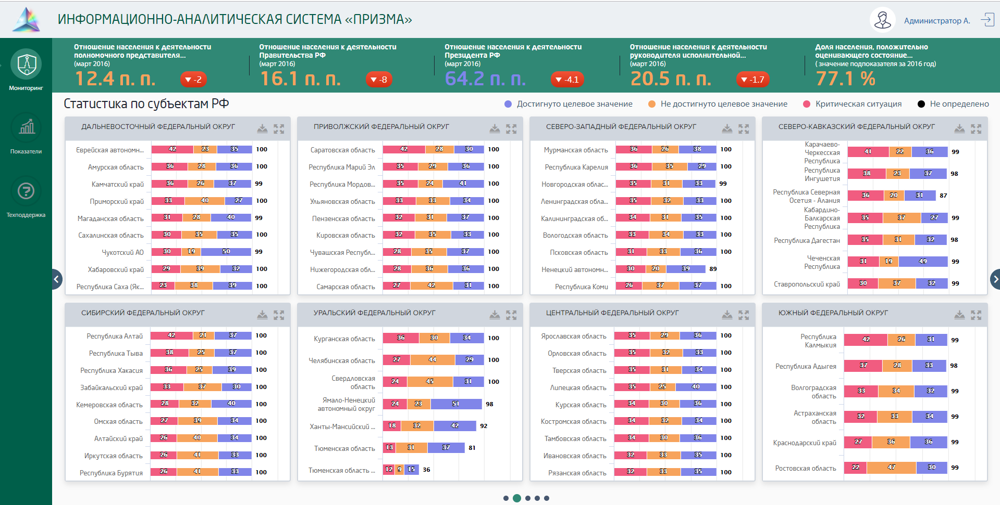 ИНФОРМАЦИОННО-АНАЛИТИЧЕСКАЯ СИСТЕМА «ПРИЗМА»
Администратор А.
Мониторинг
Показатели
Техподдержка
Отношение населения к деятельности
полномочного представителя...
(март 2016)
12.4 п. п.
-2
Отношение населения к деятельности
Правительства РФ
(март 2016)
16.1 п. п.
-8
Отношение населения к деятельности
Президента РФ
(март 2016)
64.2 п. п.
-4.1
Отношение населения к деятельности
руководителя исполнительной...
(март 2016)
20.5 п. п.
-1.7
Доля населения, положительно
оценивающего состояние...
( значение подпоказателя за 2016 год)
77.1 %
Статистика по субъектам РФ
Достигнуто целевое значение
Не достигнуто целевое значение
Критическая ситуация
Не определено
ДАЛЬНЕВОСТОЧНЫЙ ФЕДЕРАЛЬНЫЙ ОКРУГ
Еврейская автономн... 42 23 35 100
Амурская область 36 28 36 100
Камчатский край 36 26 37 99
Приморский край 33 40 27 100
Магаданская область 31 28 40 99
Сахалинская область 30 35 35 100
Чукотский АО 30 19 50 99
Хабаровский край 29 39 32 100
Республика Саха (Як... 23 38 39 100
ПРИВОЛЖСКИЙ ФЕДЕРАЛЬНЫЙ ОКРУГ
Саратовская область 42 28 30 100
Республика Марий Эл 35 29 36 100
Республика Мордов... 35 24 41 100
Ульяновская область 33 33 34 100
Пензенская область 32 31 37 100
Кировская область 32 35 33 100
Чувашская Республ... 28 35 37 100
Нижегородская обл... 28 36 36 100
Самарская область 27 42 31 100
СЕВЕРО-ЗАПАДНЫЙ ФЕДЕРАЛЬНЫЙ ОКРУГ
Мурманская область 36 26 38 100
Республика Карелия 36 35 29 100
Новгородская облас... 35 31 33 99
Ленинградская обла... 35 32 33 100
Калининградская об... 34 31 35 100
Вологодская область 33 34 33 100
Псковская область 31 33 36 100
Ненецкий автономн... 30 20 39 89
Республика Коми 26 37 37 100
СЕВЕРО-КАВКАЗСКИЙ ФЕДЕРАЛЬНЫЙ ОКРУГ
Карачаево-
Черкесская 41 22 36 99
Республика
Республика
Ингушетия 38 23 37 98
Республика Северная
Осетия - Алания 36 20 31 87
Кабардино-
Балкарская 35 37 27 99
Республика
Республика Дагестан 35 31 32 98
Чеченская
Республика 31 19 49 99
Ставропольский край 30 37 32 99
СИБИРСКИЙ ФЕДЕРАЛЬНЫЙ ОКРУГ
Республика Алтай 42 21 37 100
Республика Тыва 38 25 37 100
Республика Хакасия 36 25 39 100
Забайкальский край 33 37 30 100
Кемеровская область 28 32 40 100
Омская область 27 39 34 100
Алтайский край 26 40 34 100
Иркутская область 26 41 33 100
Республика Бурятия 26 41 33 100
УРАЛЬСКИЙ ФЕДЕРАЛЬНЫЙ ОКРУГ
Курганская область 36 30 34 100
Челябинская область 27 44 29 100
Свердловская
область 24 45 31 100
Ямало-Ненецкий
автономный округ 24 23 51 98
Ханты-Мансийский ... 18 32 42 92
Тюменская область 13 31 37 81
Тюменская область ... 12 9 15 36
ЦЕНТРАЛЬНЫЙ ФЕДЕРАЛЬНЫЙ ОКРУГ
Ярославская область 35 29 36 100
Орловская область 35 32 33 100
Тверская область 35 31 34 100
Липецкая область 35 25 40 100
Курская область 34 30 36 100
Костромская область 34 32 34 100
Тамбовская область 34 30 36 100
Ивановская область 32 33 35 100
Рязанская область 32 33 35 100
ЮЖНЫЙ ФЕДЕРАЛЬНЫЙ ОКРУГ
Республика
Калмыкия 42 26 31 99
Республика Адыгея 37 28 33 98
Волгоградская
область 33 34 32 99
Астраханская
область 32 33 34 99
Краснодарский край 27 36 36 99
Ростовская область 22 47 30 99